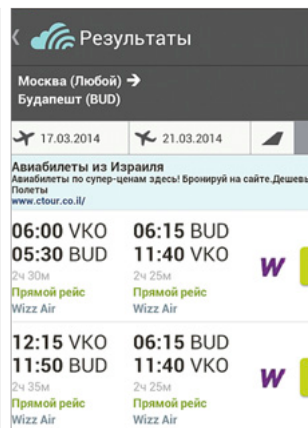 Результаты
Москва (Любой) →
Будапешт (BUD)
17.03.2014 21.03.2014
Авиабилеты из Израиля
Авиабилеты по супер-ценам здесь! Бронируй на сайте.Дешевы
Полеты
www.ctour.co.il/
06:00 VKO 06:15 BUD
05:30 BUD 11:40 VKO
2ч 30м 2ч 25м
Прямой рейс Прямой рейс
Wizz Air Wizz Air
W
12:15 VKO 06:15 BUD
11:50 BUD 11:40 VKO
2ч 35м 2ч 25м
Прямой рейс Прямой рейс
Wizz Air Wizz Air
W